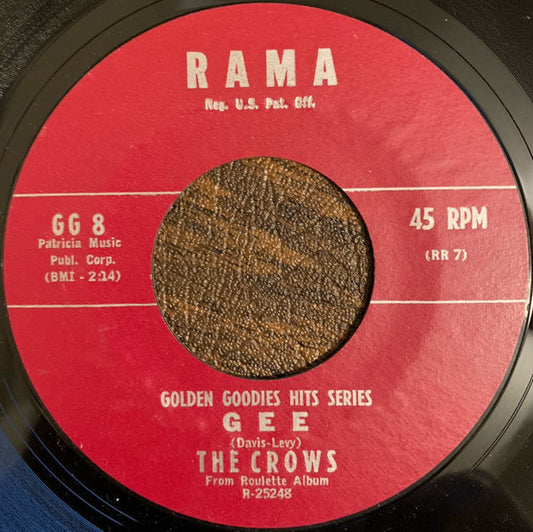 RAMA
Reg. U.S. Pat. Off.
GG 8
Patricia Music
Publ. Corp.
(BMI - 2:14)
45 RPM
(RR 7)
GOLDEN GOODIES HITS SERIES
GEE
(Davis-Levy)
THE CROWS
From Roulette Album
R-25248